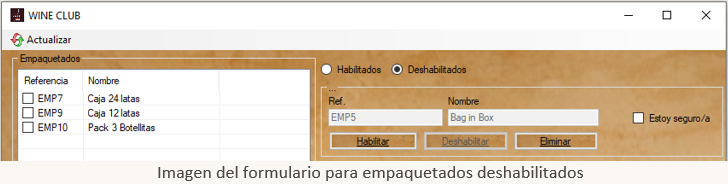 WINE CLUB
Actualizar
Empaquetados
Referencia Nombre
EMP7 Caja 24 latas
EMP9 Caja 12 latas
EMP10 Pack 3 Botellitas
Habilitados Deshabilitados
...
Ref. Nombre
EMP5 Bag in Box
Estoy seguro/a
Habilitar Deshabilitar Eliminar
Imagen del formulario para empaquetados deshabilitados